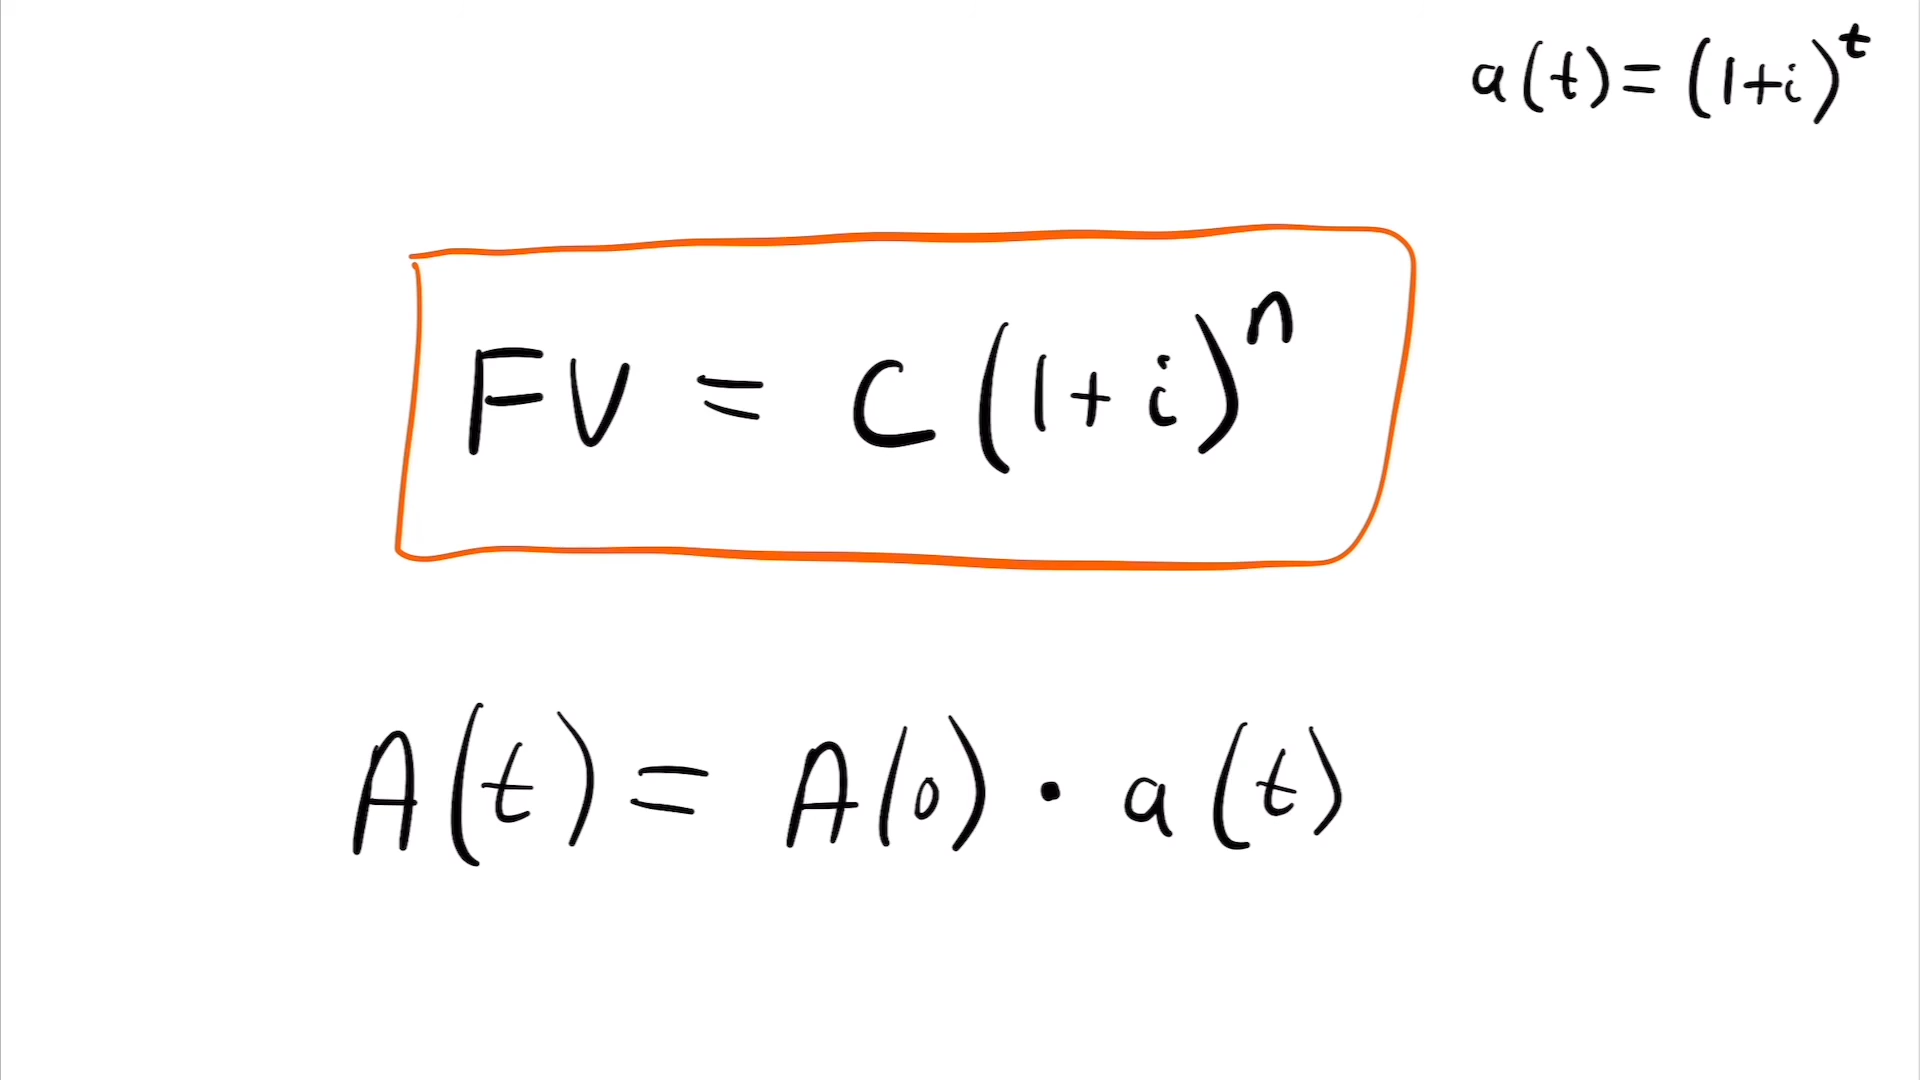 a(t) = (1+i)^t
FV = C(1+i)^n
A(t) = A(0) · a(t)